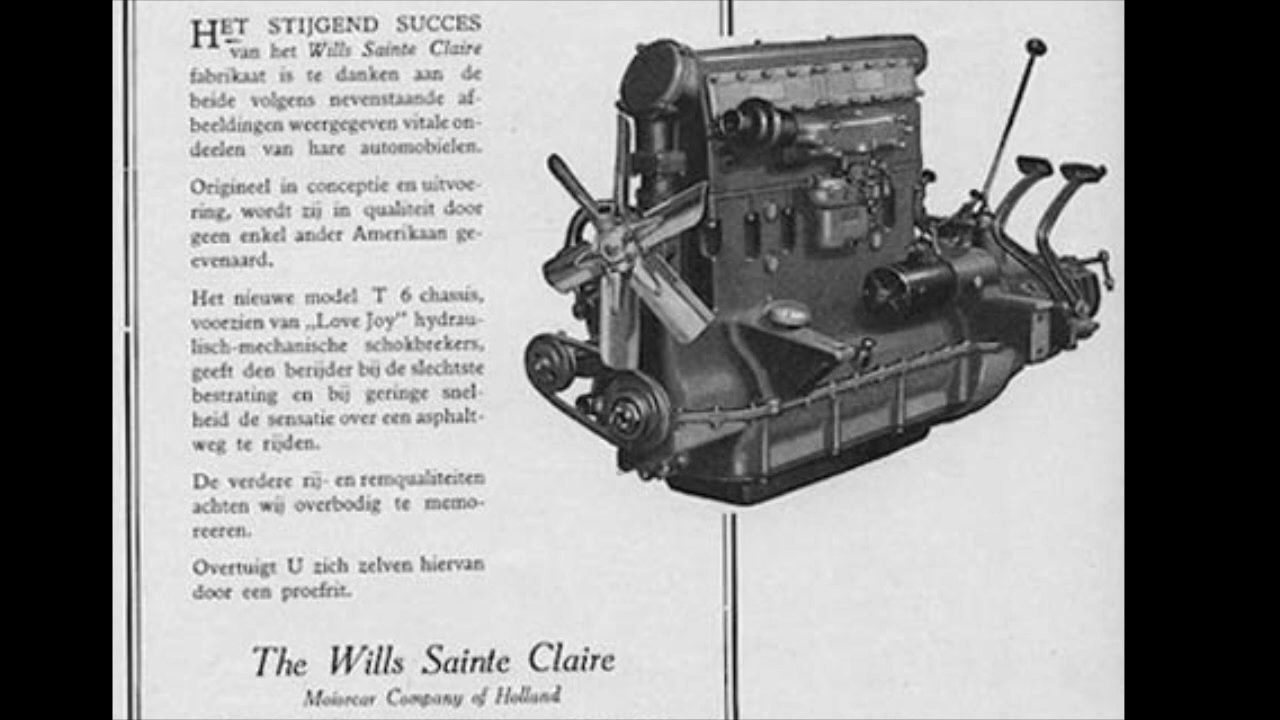 HET STIJGEND SUCCES
van het Wills Sainte Claire
fabrikaat is te danken aan de
beide volgens nevenstaande af-
beeldingen weergegeven vitale on-
deelen van hare automobielen.
Origineel in conceptie en uitvoe-
ring, wordt zij in qualiteit door
geen enkel ander Amerikaan ge-
evenaard.
Het nieuwe model T 6 chassis,
voorzien van „Love Joy” hydrau-
lisch-mechanische schokbrekers,
geeft den berijder bij de slechtste
bestrating en bij geringe snel-
heid de sensatie over een asphalt-
weg te rijden.
De verdere rij- en remqualiteiten
achten wij overbodig te memo-
reeren.
Overtuigt U zich zelven hiervan
door een proefrit.
The Wills Sainte Claire
Motorcar Company of Holland